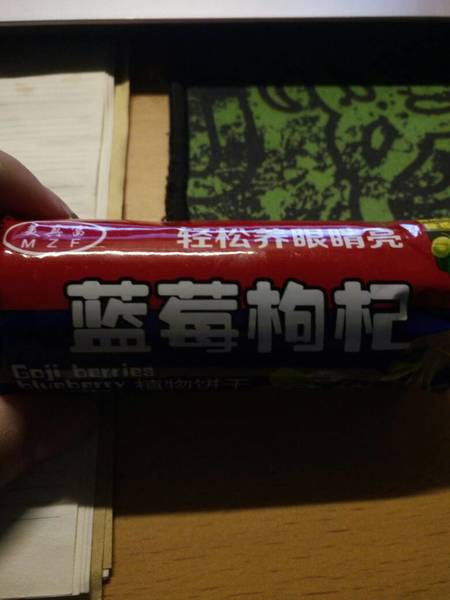 MZF
轻松养眼睛亮
蓝莓枸杞
Goji berries
blueberry 植物饼干